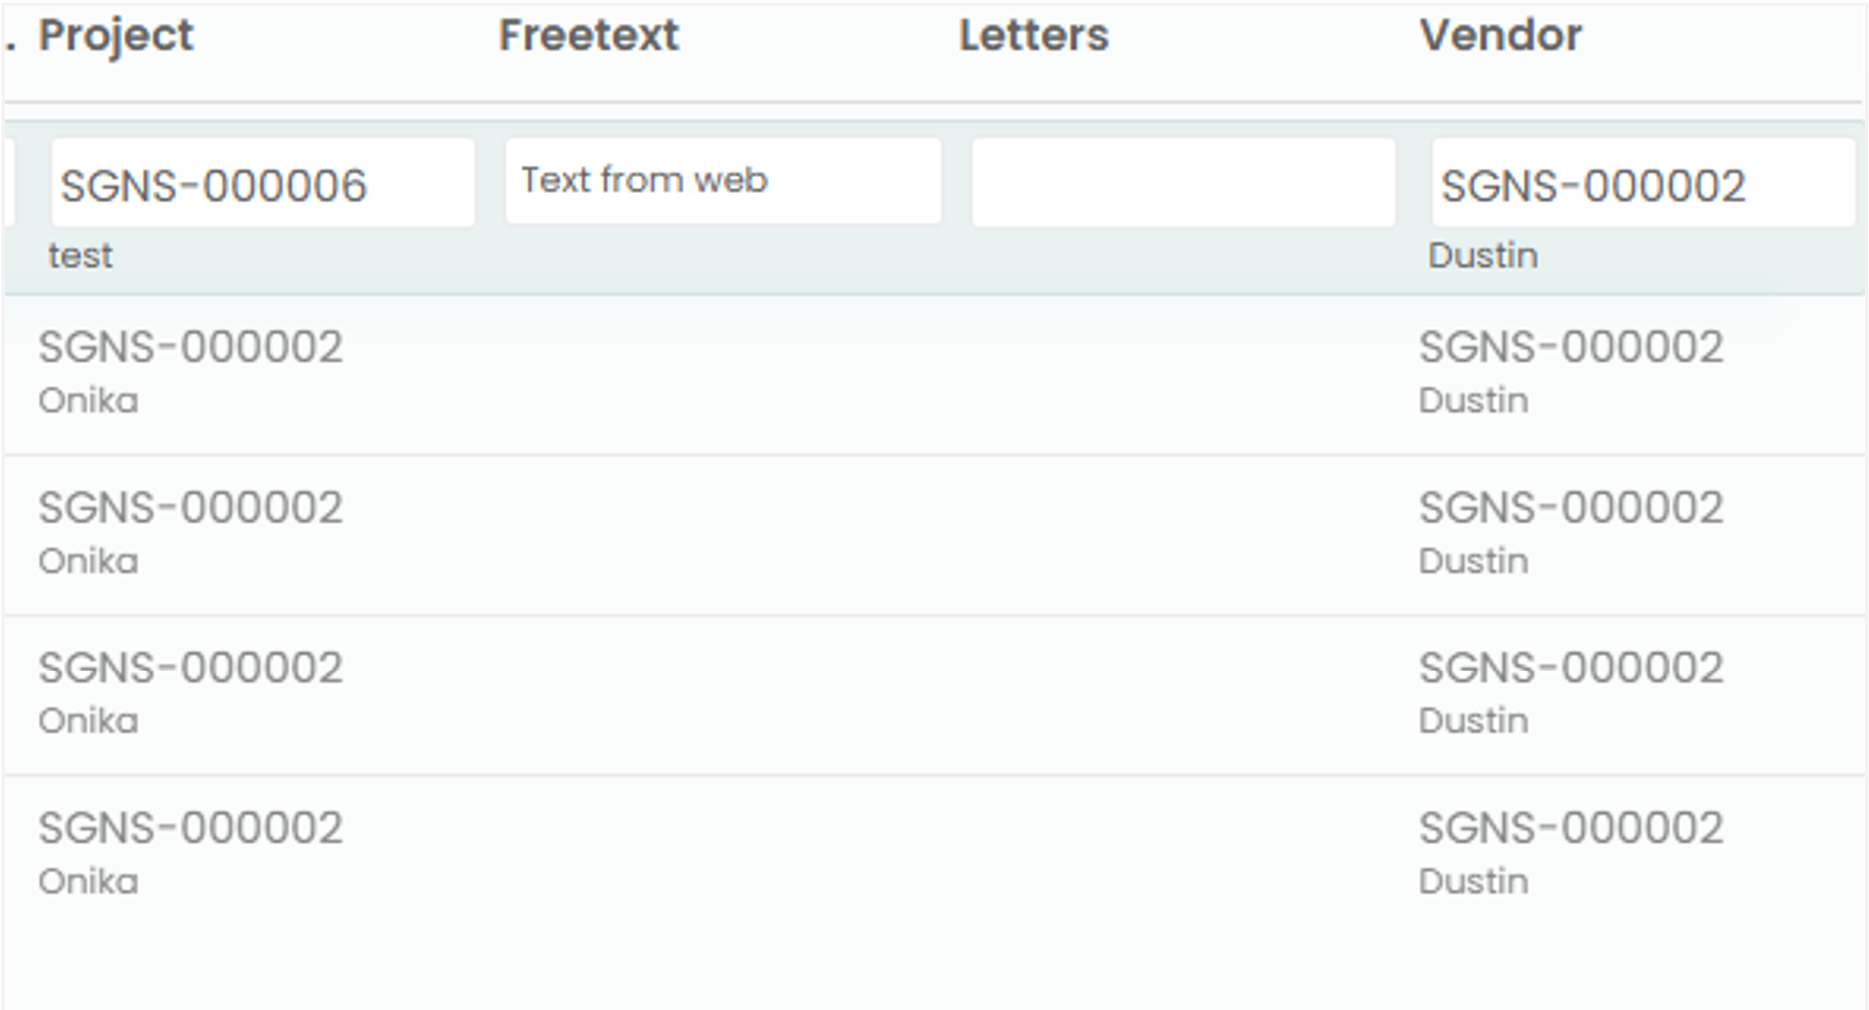 . Project Freetext Letters Vendor
SGNS-000006 Text from web SGNS-000002
test Dustin
SGNS-000002 SGNS-000002
Onika Dustin
SGNS-000002 SGNS-000002
Onika Dustin
SGNS-000002 SGNS-000002
Onika Dustin
SGNS-000002 SGNS-000002
Onika Dustin